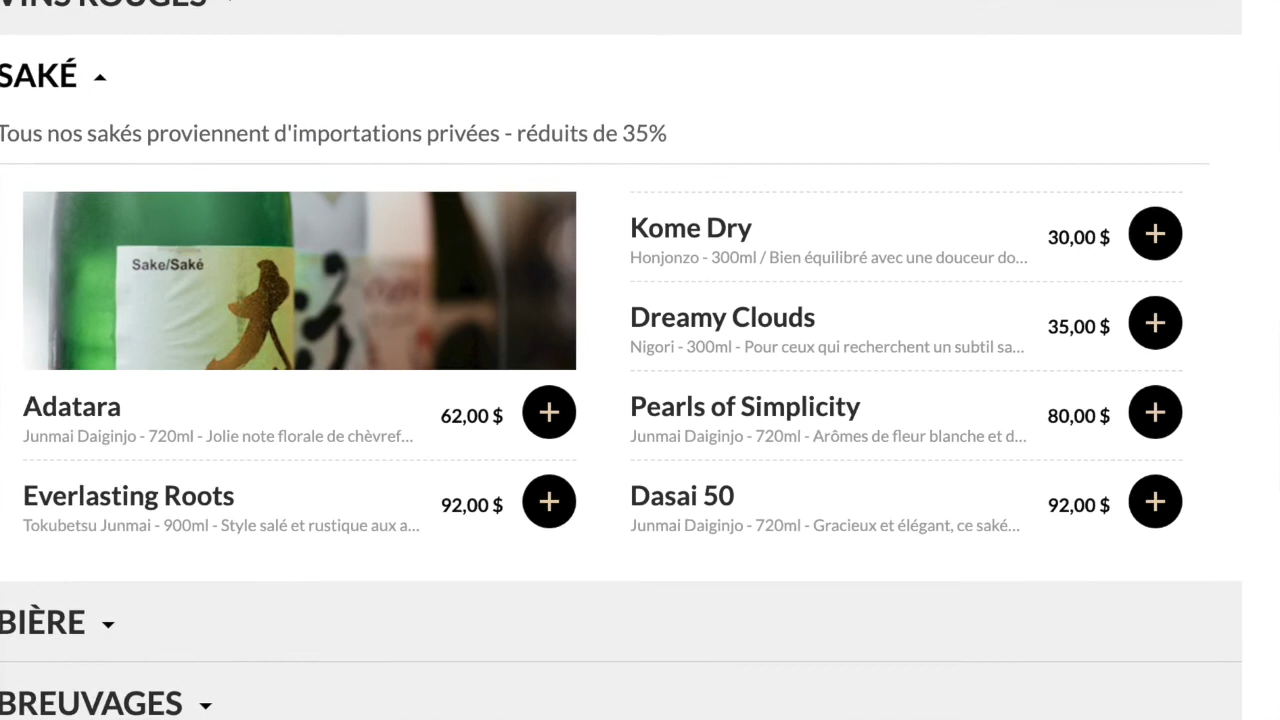 VINS ROUGES
SAKÉ
Tous nos sakés proviennent d'importations privées - réduits de 35%
Sake/Saké
Adatara
62,00 $
Junmai Daiginjo - 720ml - Jolie note florale de chèvref...
Everlasting Roots
92,00 $
Tokubetsu Junmai - 900ml - Style salé et rustique aux a...
Kome Dry
30,00 $
Honjonzo - 300ml / Bien équilibré avec une douceur do...
Dreamy Clouds
35,00 $
Nigori - 300ml - Pour ceux qui recherchent un subtil sa...
Pearls of Simplicity
80,00 $
Junmai Daiginjo - 720ml - Arômes de fleur blanche et d...
Dasai 50
92,00 $
Junmai Daiginjo - 720ml - Gracieux et élégant, ce saké...
BIÈRE
BREUVAGES